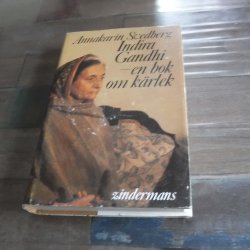 Annakarin Svedberg
Indira
Gandhi
– en bok
om kärlek
zindermans